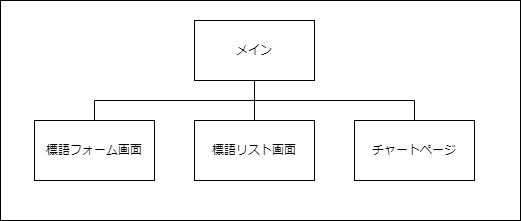 メイン
標語フォーム画面
標語リスト画面
チャートページ